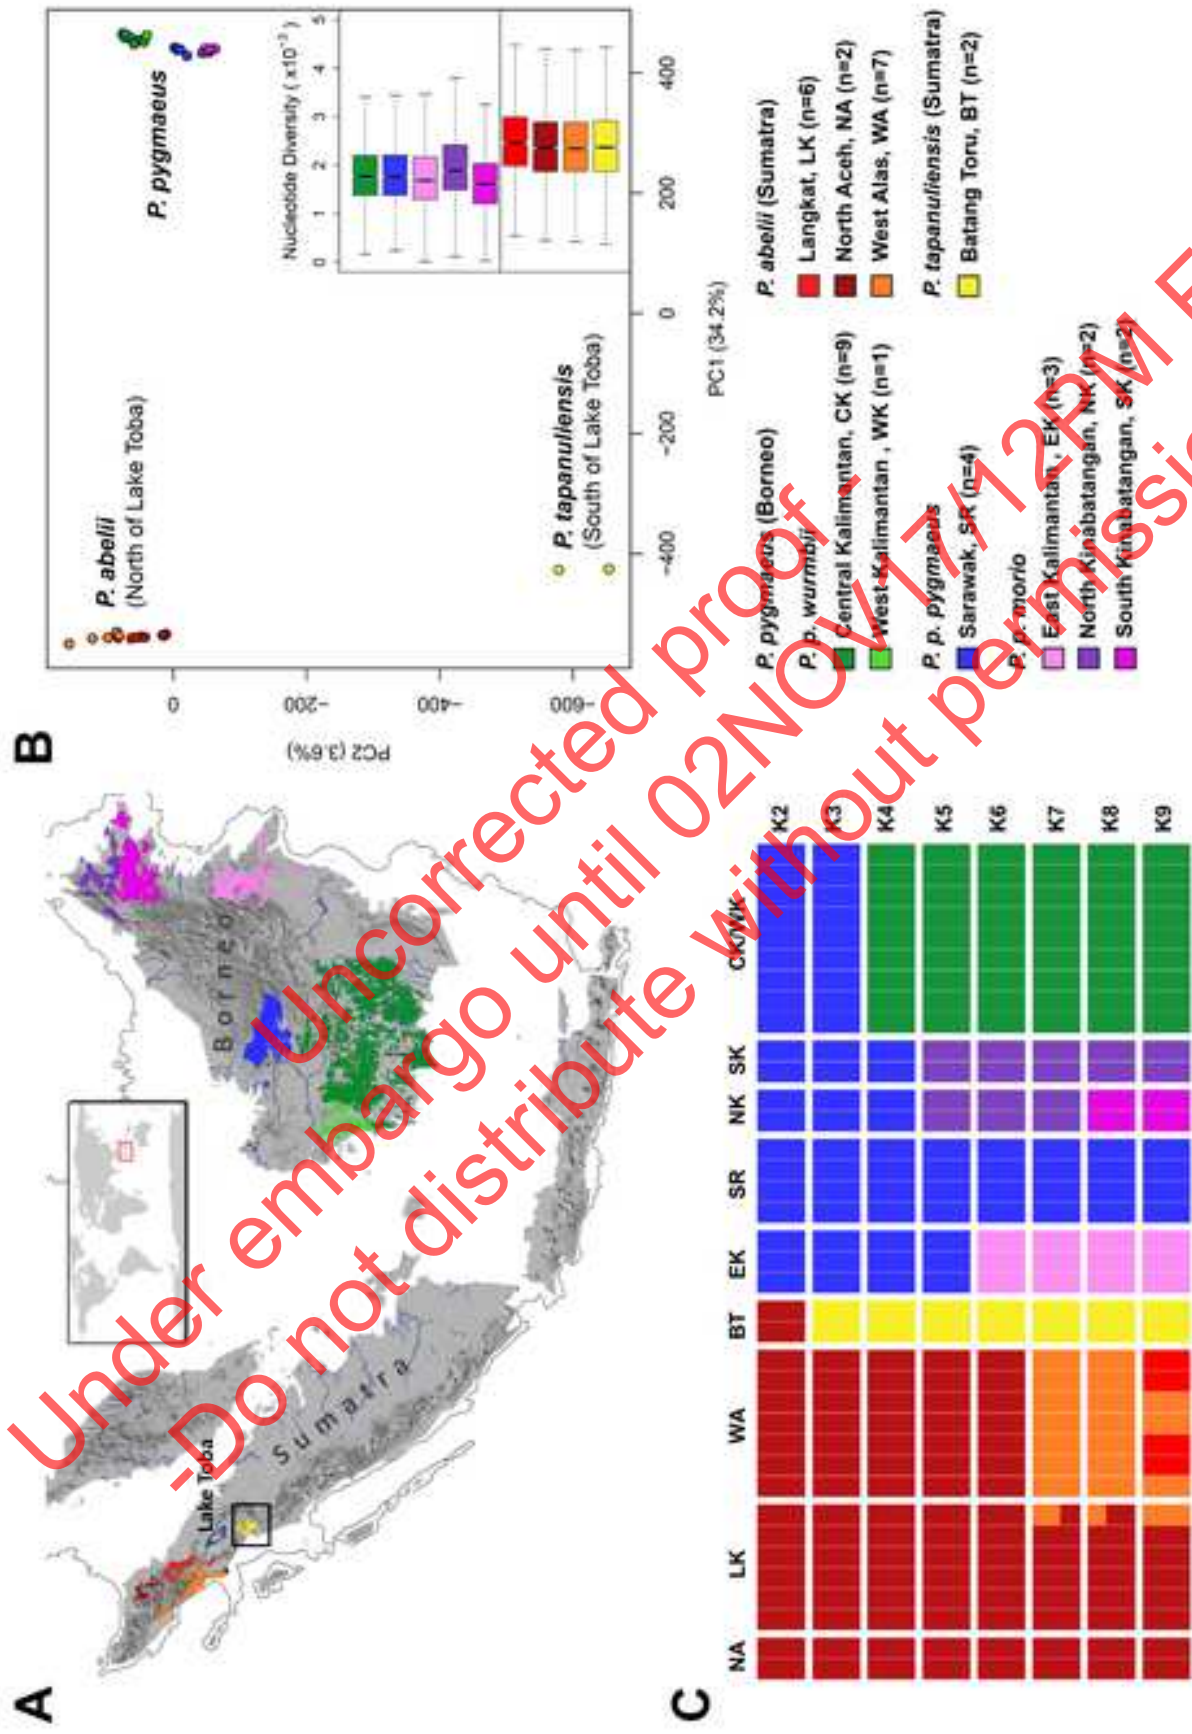 A
Borneo
Sumatra
Lake Toba
B
P. abelii
(North of Lake Toba)
P. pygmaeus
P. tapanuliensis
(South of Lake Toba)
Nucleotide Diversity ( x10⁻³ )
0 1 2 3 4 5
PC2 (3.6%)
0
−200
−400
−600
−400 −200 0 200 400
PC1 (34.2%)
P. pygmaeus (Borneo)
P. p. wurmbii
Central Kalimantan, CK (n=9)
West Kalimantan , WK (n=1)
P. p. pygmaeus
Sarawak, SR (n=4)
P. p. morio
East Kalimantan , EK (n=3)
North Kinabatangan, NK (n=2)
South Kinabatangan, SK (n=2)
P. abelii (Sumatra)
Langkat, LK (n=6)
North Aceh, NA (n=2)
West Alas, WA (n=7)
P. tapanuliensis (Sumatra)
Batang Toru, BT (n=2)
C
NA LK WA BT EK SR NK SK CK/WK
K2
K3
K4
K5
K6
K7
K8
K9
Uncorrected proof
Under embargo until 02NOV17/12PM
-Do not distribute without